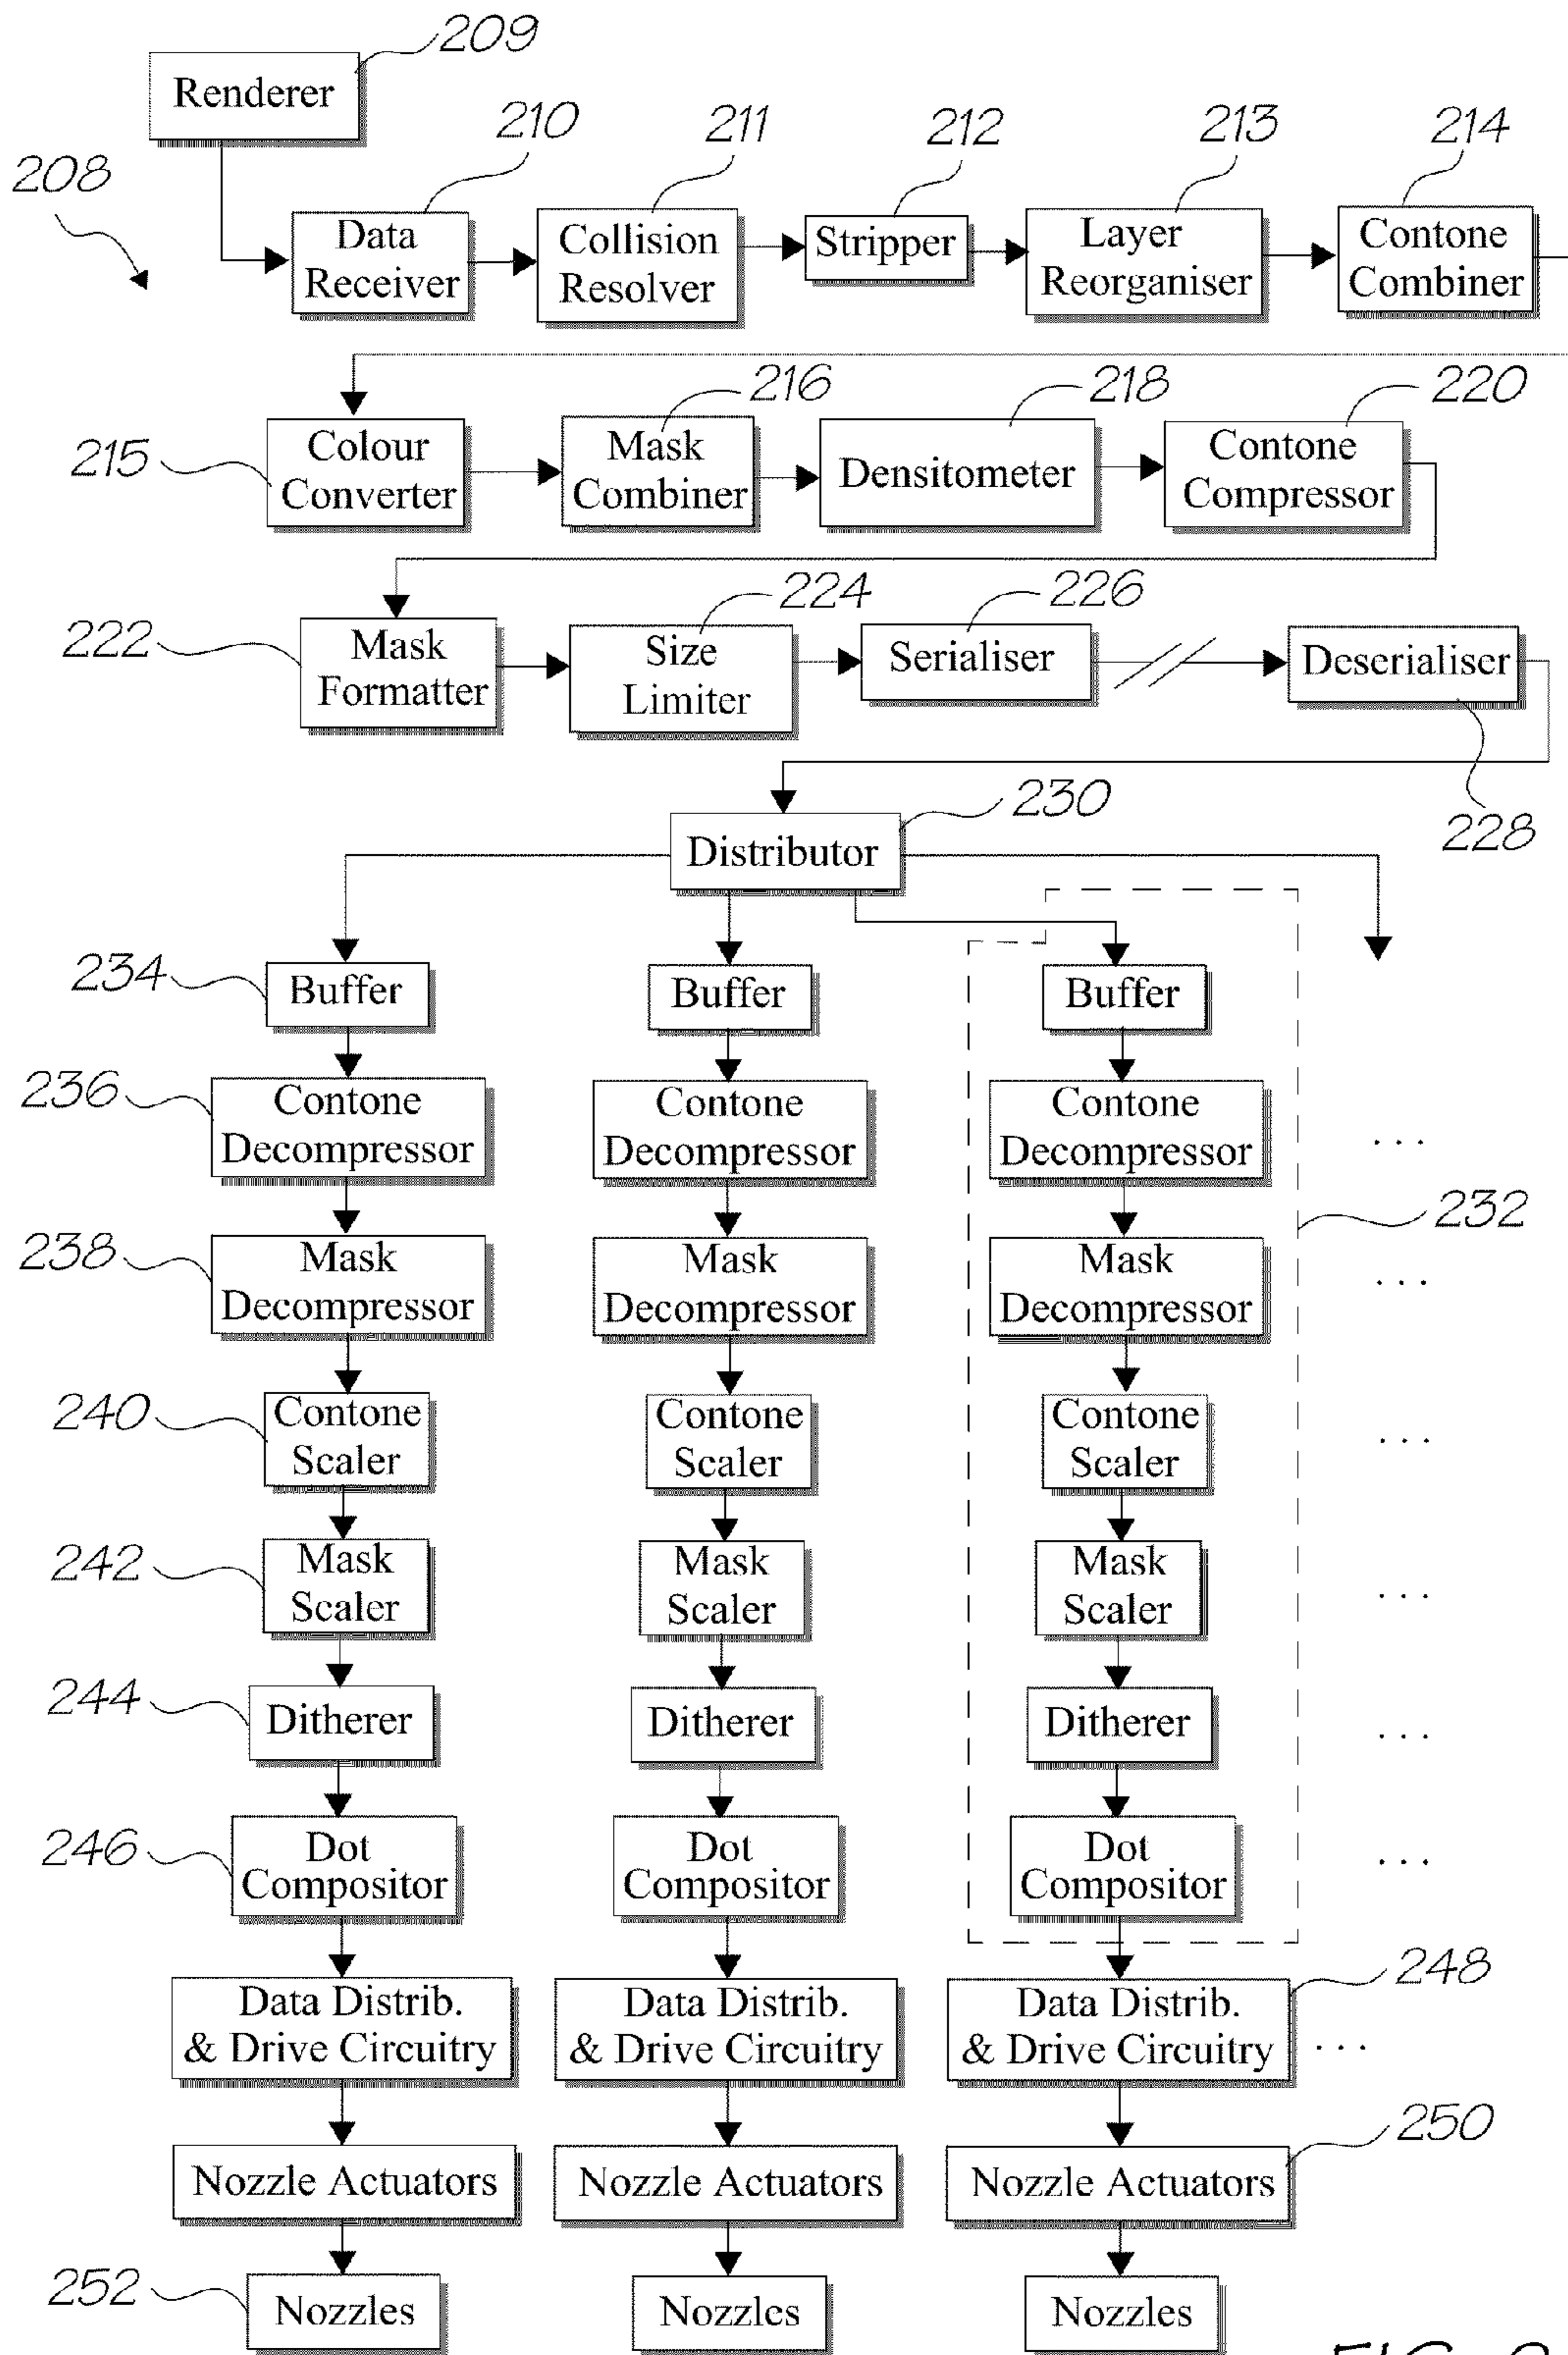 209
Renderer
210
211
212
213
214
208
Data
Receiver
Collision
Resolver
Stripper
Layer
Reorganiser
Contone
Combiner
216
218
220
215
Colour
Converter
Mask
Combiner
Densitometer
Contone
Compressor
224
226
222
Mask
Formatter
Size
Limiter
Serialiser
Deserialiser
230
228
Distributor
234
Buffer
Buffer
Buffer
236
Contone
Decompressor
Contone
Decompressor
Contone
Decompressor
...
232
238
Mask
Decompressor
Mask
Decompressor
Mask
Decompressor
...
240
Contone
Scaler
Contone
Scaler
Contone
Scaler
...
242
Mask
Scaler
Mask
Scaler
Mask
Scaler
...
244
Ditherer
Ditherer
Ditherer
...
246
Dot
Compositor
Dot
Compositor
Dot
Compositor
...
248
Data Distrib.
& Drive Circuitry
Data Distrib.
& Drive Circuitry
Data Distrib.
& Drive Circuitry
...
250
Nozzle Actuators
Nozzle Actuators
Nozzle Actuators
252
Nozzles
Nozzles
Nozzles